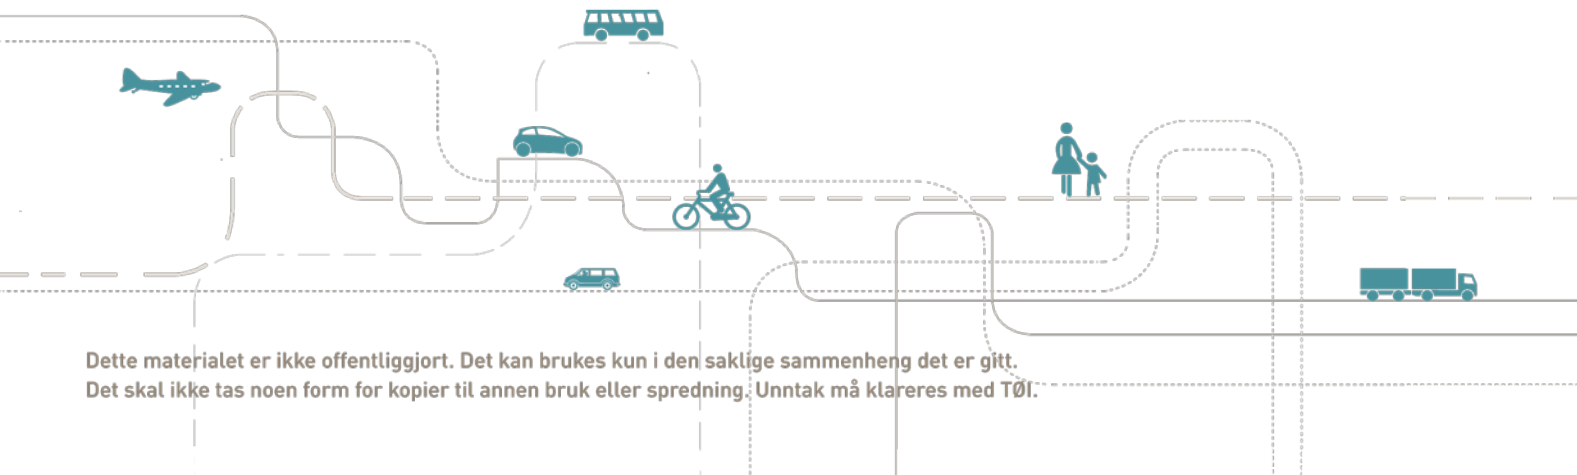 Dette materialet er ikke offentliggjort. Det kan brukes kun i den saklige sammenheng det er gitt.
Det skal ikke tas noen form for kopier til annen bruk eller spredning. Unntak må klareres med TØI.